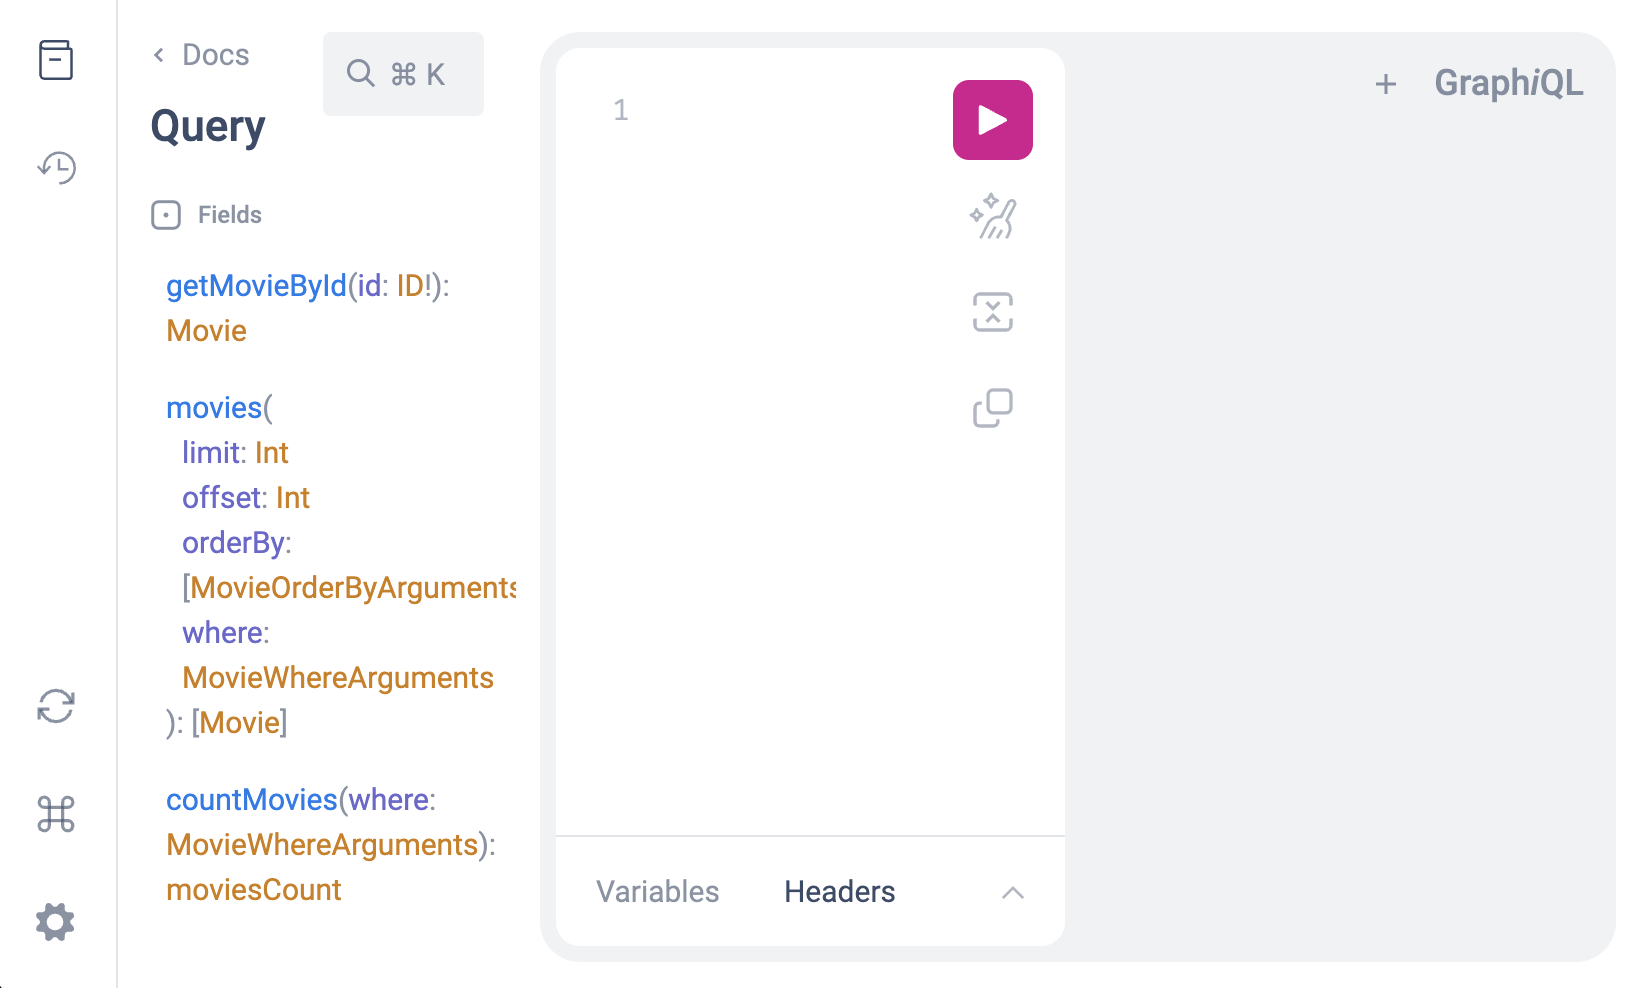 Docs
⌘ K
Query
Fields
getMovieById(id: ID!):
Movie
movies(
limit: Int
offset: Int
orderBy:
[MovieOrderByArguments
where:
MovieWhereArguments
): [Movie]
countMovies(where:
MovieWhereArguments):
moviesCount
1
Variables
Headers
+
GraphiQL